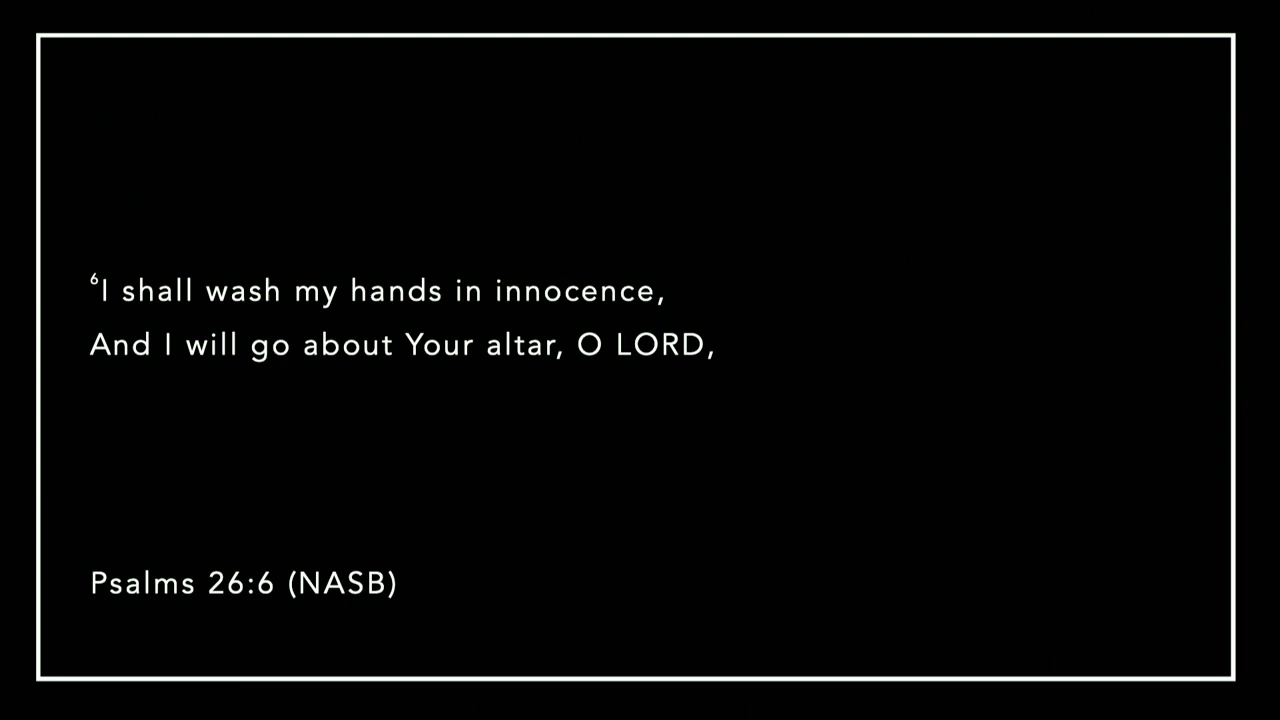 ⁶I shall wash my hands in innocence,
And I will go about Your altar, O LORD,
Psalms 26:6 (NASB)